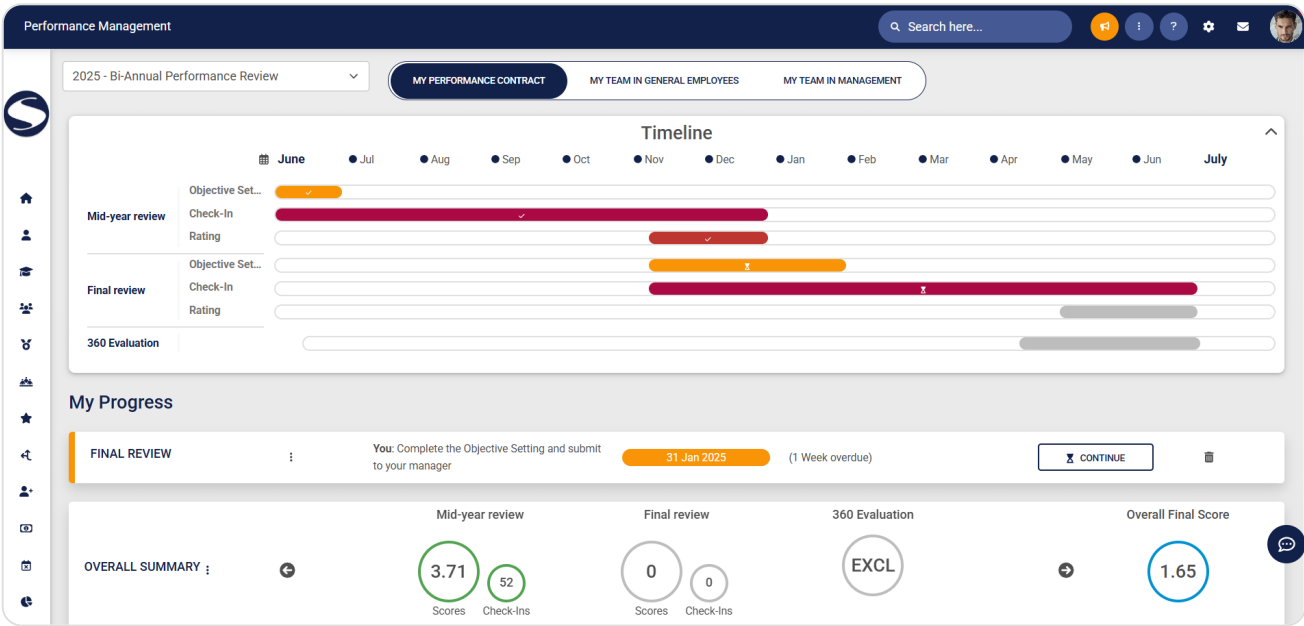 Performance Management
Search here...
?
2025 - Bi-Annual Performance Review
MY PERFORMANCE CONTRACT
MY TEAM IN GENERAL EMPLOYEES
MY TEAM IN MANAGEMENT
Timeline
June Jul Aug Sep Oct Nov Dec Jan Feb Mar Apr May Jun July
Mid-year review
Objective Set...
Check-In
Rating
Final review
Objective Set...
Check-In
Rating
360 Evaluation
My Progress
FINAL REVIEW
You: Complete the Objective Setting and submit
to your manager
31 Jan 2025
(1 Week overdue)
CONTINUE
OVERALL SUMMARY
Mid-year review
3.71
Scores
52
Check-Ins
Final review
0
Scores
0
Check-Ins
360 Evaluation
EXCL
Overall Final Score
1.65